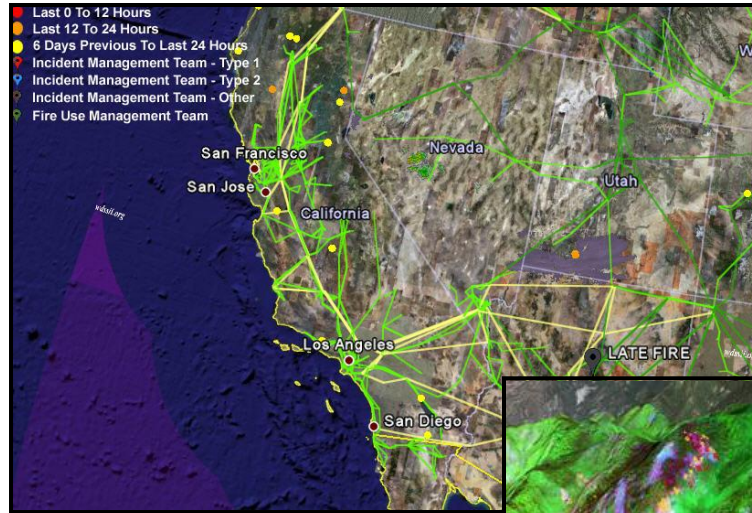 Last 0 To 12 Hours
Last 12 To 24 Hours
6 Days Previous To Last 24 Hours
Incident Management Team - Type 1
Incident Management Team - Type 2
Incident Management Team - Other
Fire Use Management Team
W
San Francisco
Nevada
San Jose
Utah
California
Los Angeles
LATE FIRE
San Diego